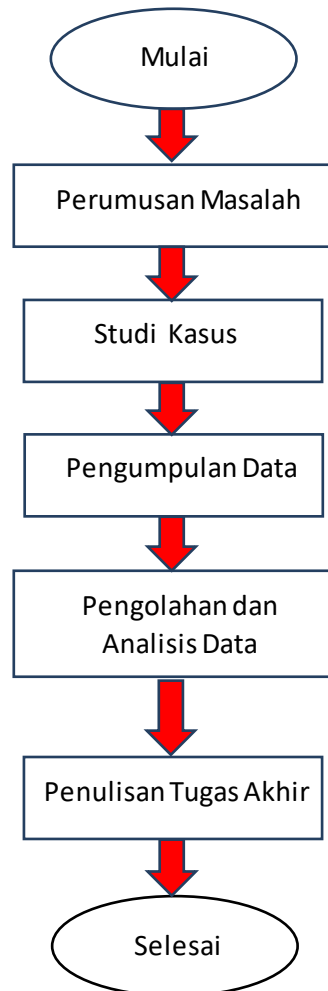 Mulai
Perumusan Masalah
Studi Kasus
Pengumpulan Data
Pengolahan dan
Analisis Data
Penulisan Tugas Akhir
Selesai